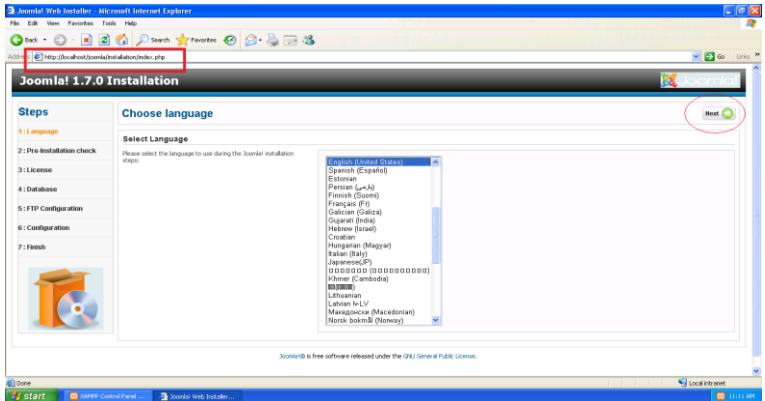 Joomla! Web Installer - Microsoft Internet Explorer
File Edit View Favorites Tools Help
Back Search Favorites
Address http://localhost/joomla/installation/index.php Go Links
Joomla! 1.7.0 Installation Joomla!
Steps
Choose language
Next
1 : Language
Select Language
2 : Pre-Installation check
Please select the language to use during the Joomla! installation
steps:
3 : License
4 : Database
5 : FTP Configuration
6 : Configuration
7 : Finish
English (United States)
Spanish (Español)
Estonian
Persian (پارسی)
Finnish (Suomi)
Français (Fr)
Galician (Galiza)
Gujarati (India)
Hebrew (Israel)
Croatian
Hungarian (Magyar)
Italian (Italy)
Japanese(JP)
Khmer (Cambodia)
Lithuanian
Latvian lv-LV
Македонски (Macedonian)
Norsk bokmål (Norway)
Joomla!® is free software released under the GNU General Public License.
Done Local intranet
start XAMPP Control Panel ... Joomla! Web Installer... 11:11 AM